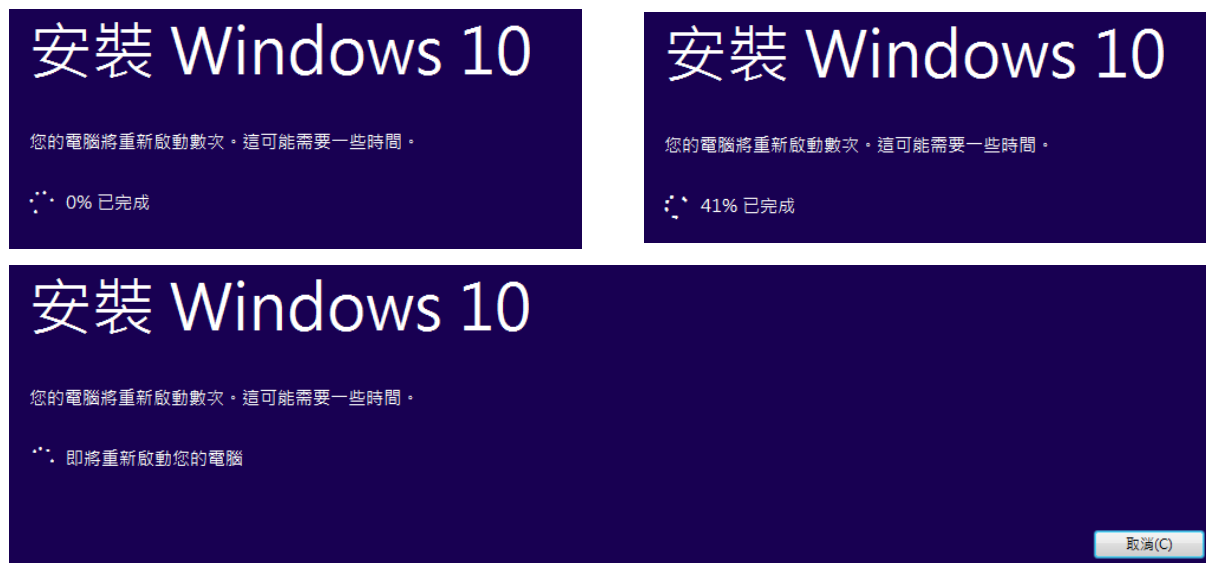 安裝 Windows 10
您的電腦將重新啟動數次。這可能需要一些時間。
0% 已完成
安裝 Windows 10
您的電腦將重新啟動數次。這可能需要一些時間。
41% 已完成
安裝 Windows 10
您的電腦將重新啟動數次。這可能需要一些時間。
即將重新啟動您的電腦
取消(C)